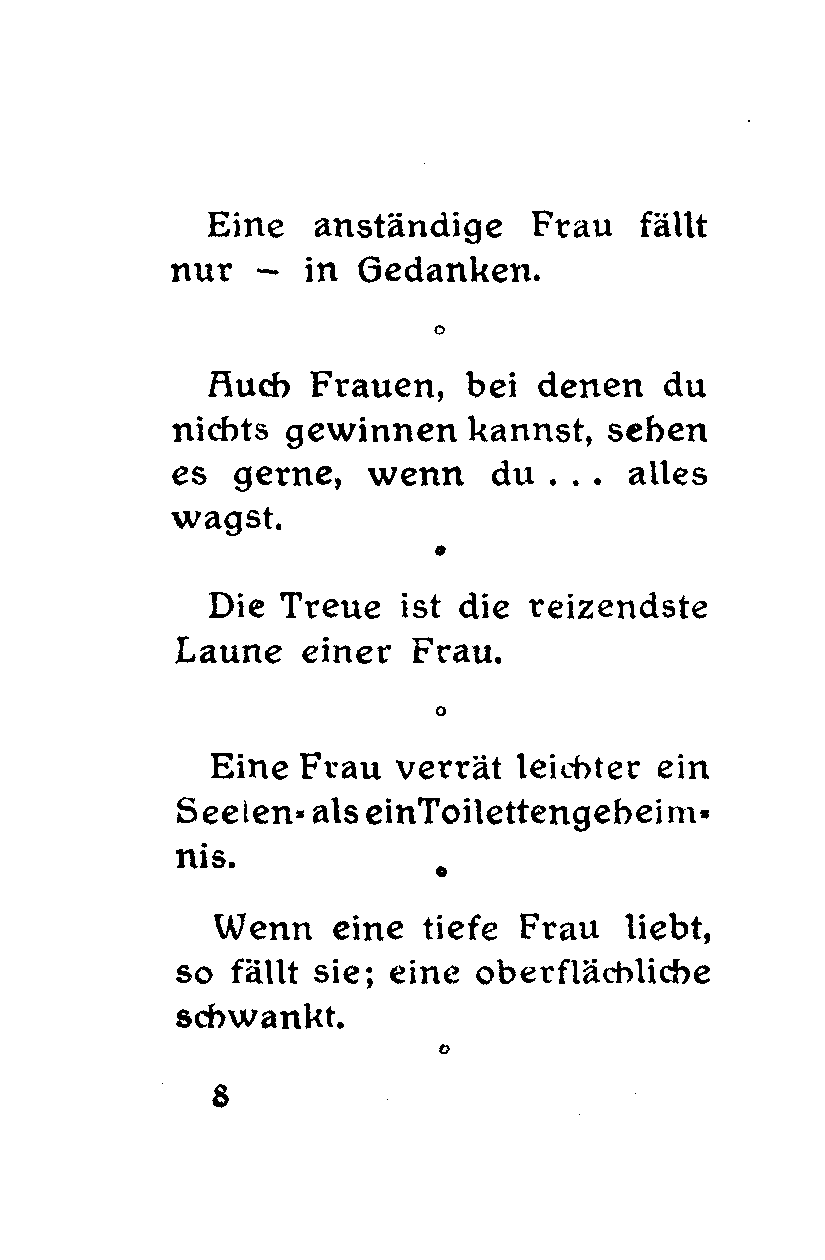 Eine anständige Frau fällt
nur – in Gedanken.
°
Auch Frauen, bei denen du
nichts gewinnen kannst, sehen
es gerne, wenn du . . . alles
wagst.
°
Die Treue ist die reizendste
Laune einer Frau.
°
Eine Frau verrät leichter ein
Seelen- als ein Toilettengeheim-
nis.
°
Wenn eine tiefe Frau liebt,
so fällt sie; eine oberflächliche
schwankt.
°
8